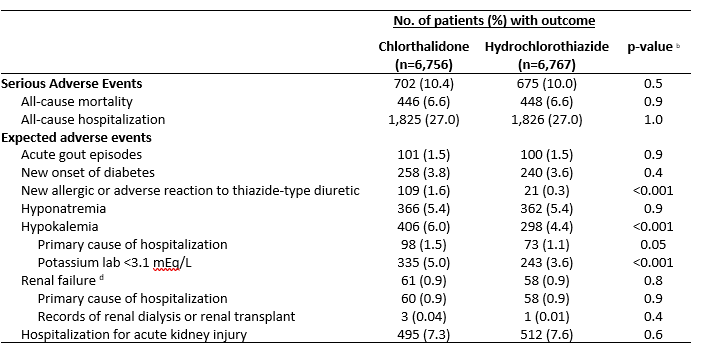 No. of patients (%) with outcome
Chlorthalidone Hydrochlorothiazide p-value b
(n=6,756) (n=6,767)
Serious Adverse Events 702 (10.4) 675 (10.0) 0.5
All-cause mortality 446 (6.6) 448 (6.6) 0.9
All-cause hospitalization 1,825 (27.0) 1,826 (27.0) 1.0
Expected adverse events
Acute gout episodes 101 (1.5) 100 (1.5) 0.9
New onset of diabetes 258 (3.8) 240 (3.6) 0.4
New allergic or adverse reaction to thiazide-type diuretic 109 (1.6) 21 (0.3) <0.001
Hyponatremia 366 (5.4) 362 (5.4) 0.9
Hypokalemia 406 (6.0) 298 (4.4) <0.001
Primary cause of hospitalization 98 (1.5) 73 (1.1) 0.05
Potassium lab <3.1 mEq/L 335 (5.0) 243 (3.6) <0.001
Renal failure d 61 (0.9) 58 (0.9) 0.8
Primary cause of hospitalization 60 (0.9) 58 (0.9) 0.9
Records of renal dialysis or renal transplant 3 (0.04) 1 (0.01) 0.4
Hospitalization for acute kidney injury 495 (7.3) 512 (7.6) 0.6